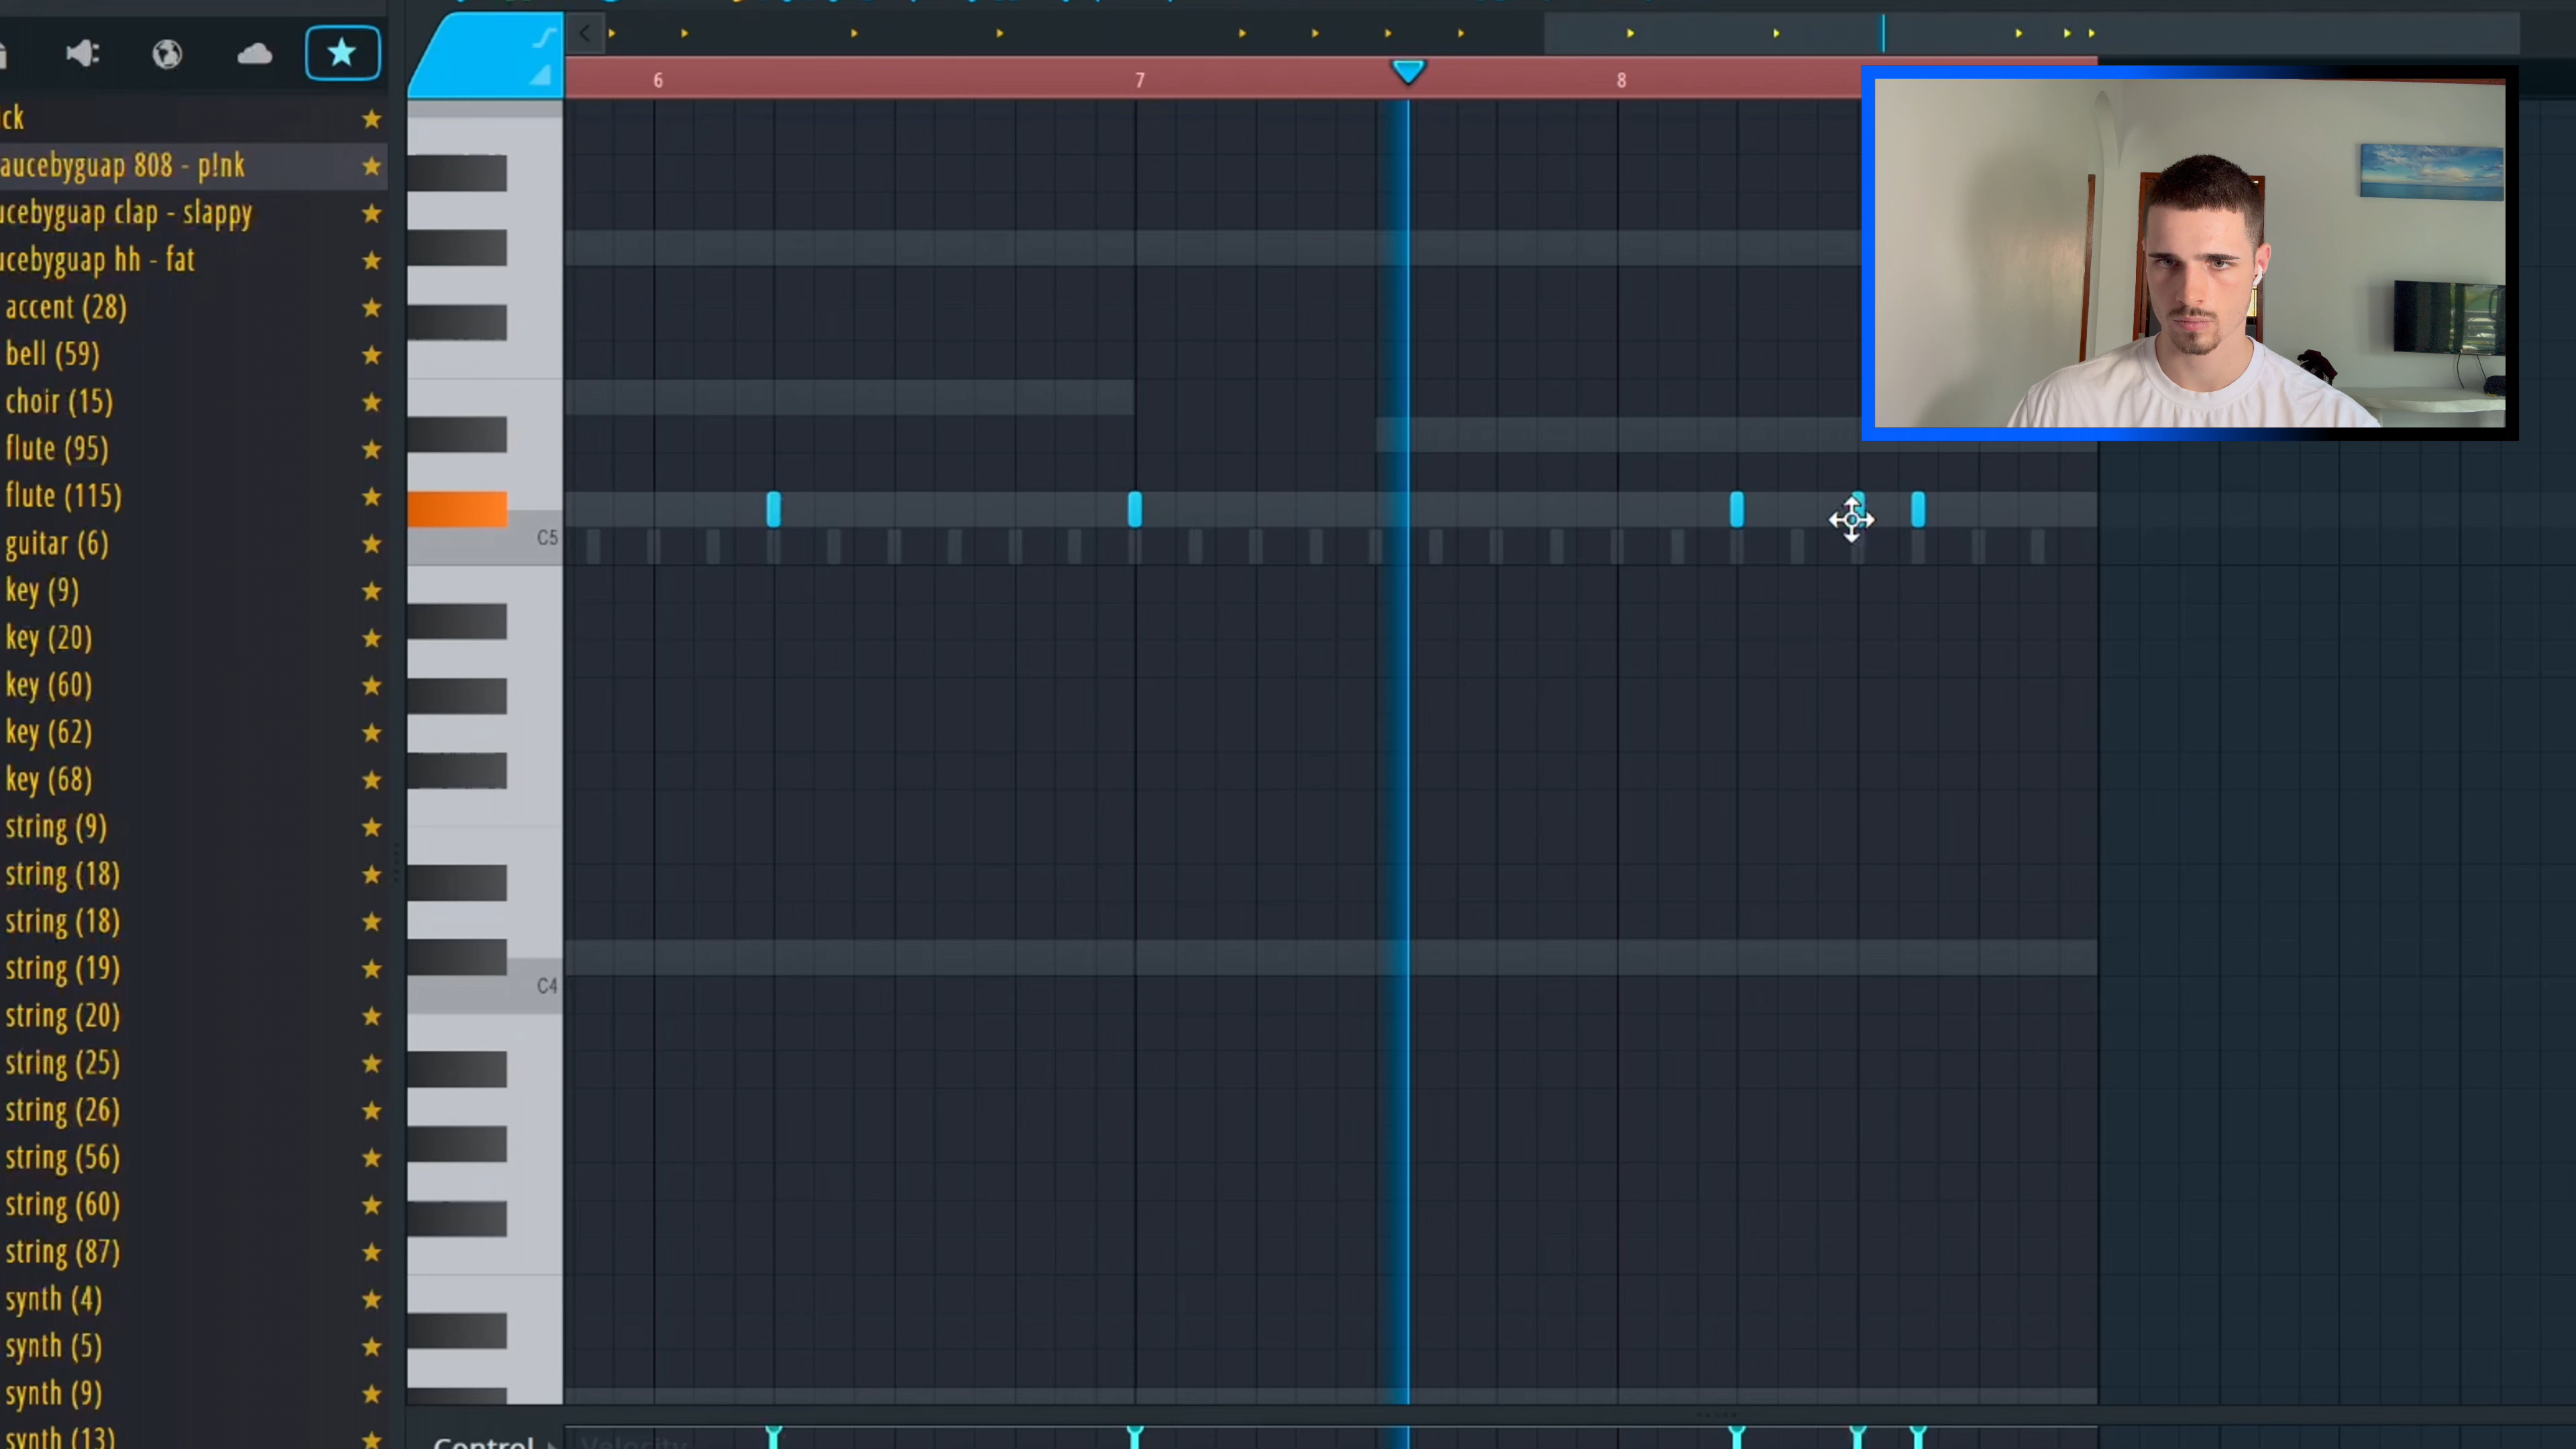 6 7 8
ck
aucebyguap 808 - p!nk
ucebyguap clap - slappy
ucebyguap hh - fat
accent (28)
bell (59)
choir (15)
flute (95)
flute (115)
guitar (6)
key (9)
key (20)
key (60)
key (62)
key (68)
string (9)
string (18)
string (18)
string (19)
string (20)
string (25)
string (26)
string (56)
string (60)
string (87)
synth (4)
synth (5)
synth (9)
synth (13)
C5
C4
Control
Velocity